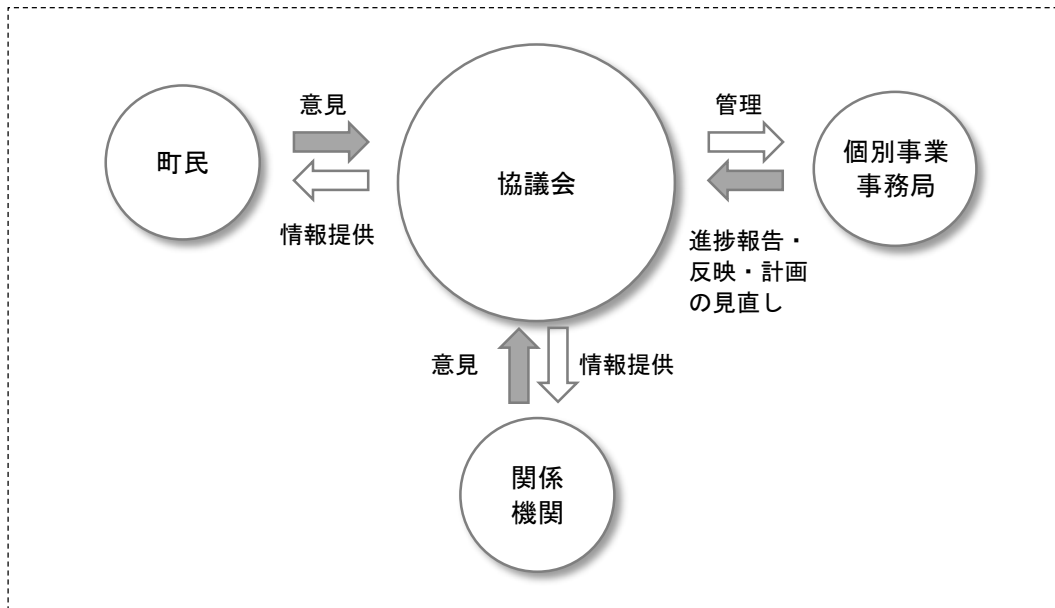 意見
町民
情報提供
協議会
管理
個別事業
事務局
進捗報告・
反映・計画
の見直し
意見
情報提供
関係
機関